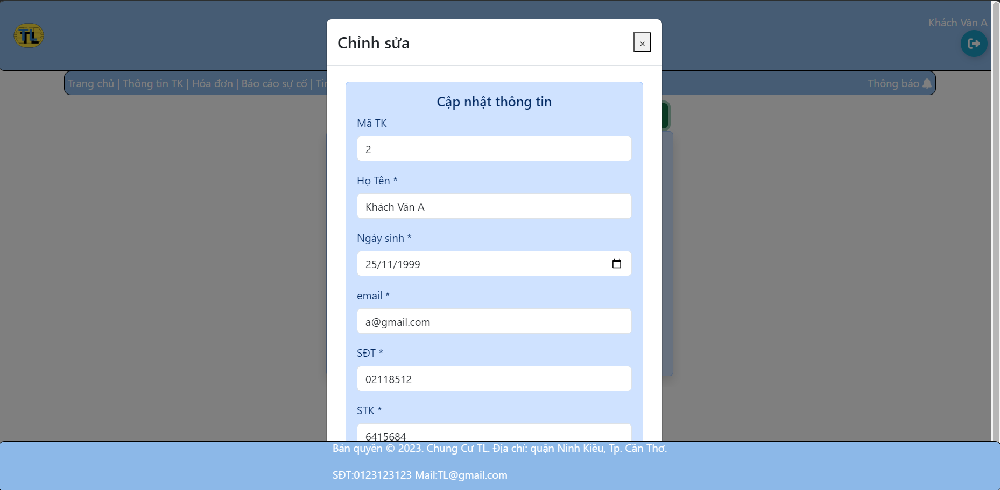 TL
Khách Văn A
Trang chủ | Thông tin TK | Hóa đơn | Báo cáo sự cố |
Thông báo
Chỉnh sửa
×
Cập nhật thông tin
Mã TK
2
Họ Tên *
Khách Văn A
Ngày sinh *
25/11/1999
email *
a@gmail.com
SĐT *
02118512
STK *
6415684
Bản quyền © 2023. Chung Cư TL. Địa chỉ: quận Ninh Kiều, Tp. Cần Thơ.
SĐT:0123123123 Mail:TL@gmail.com